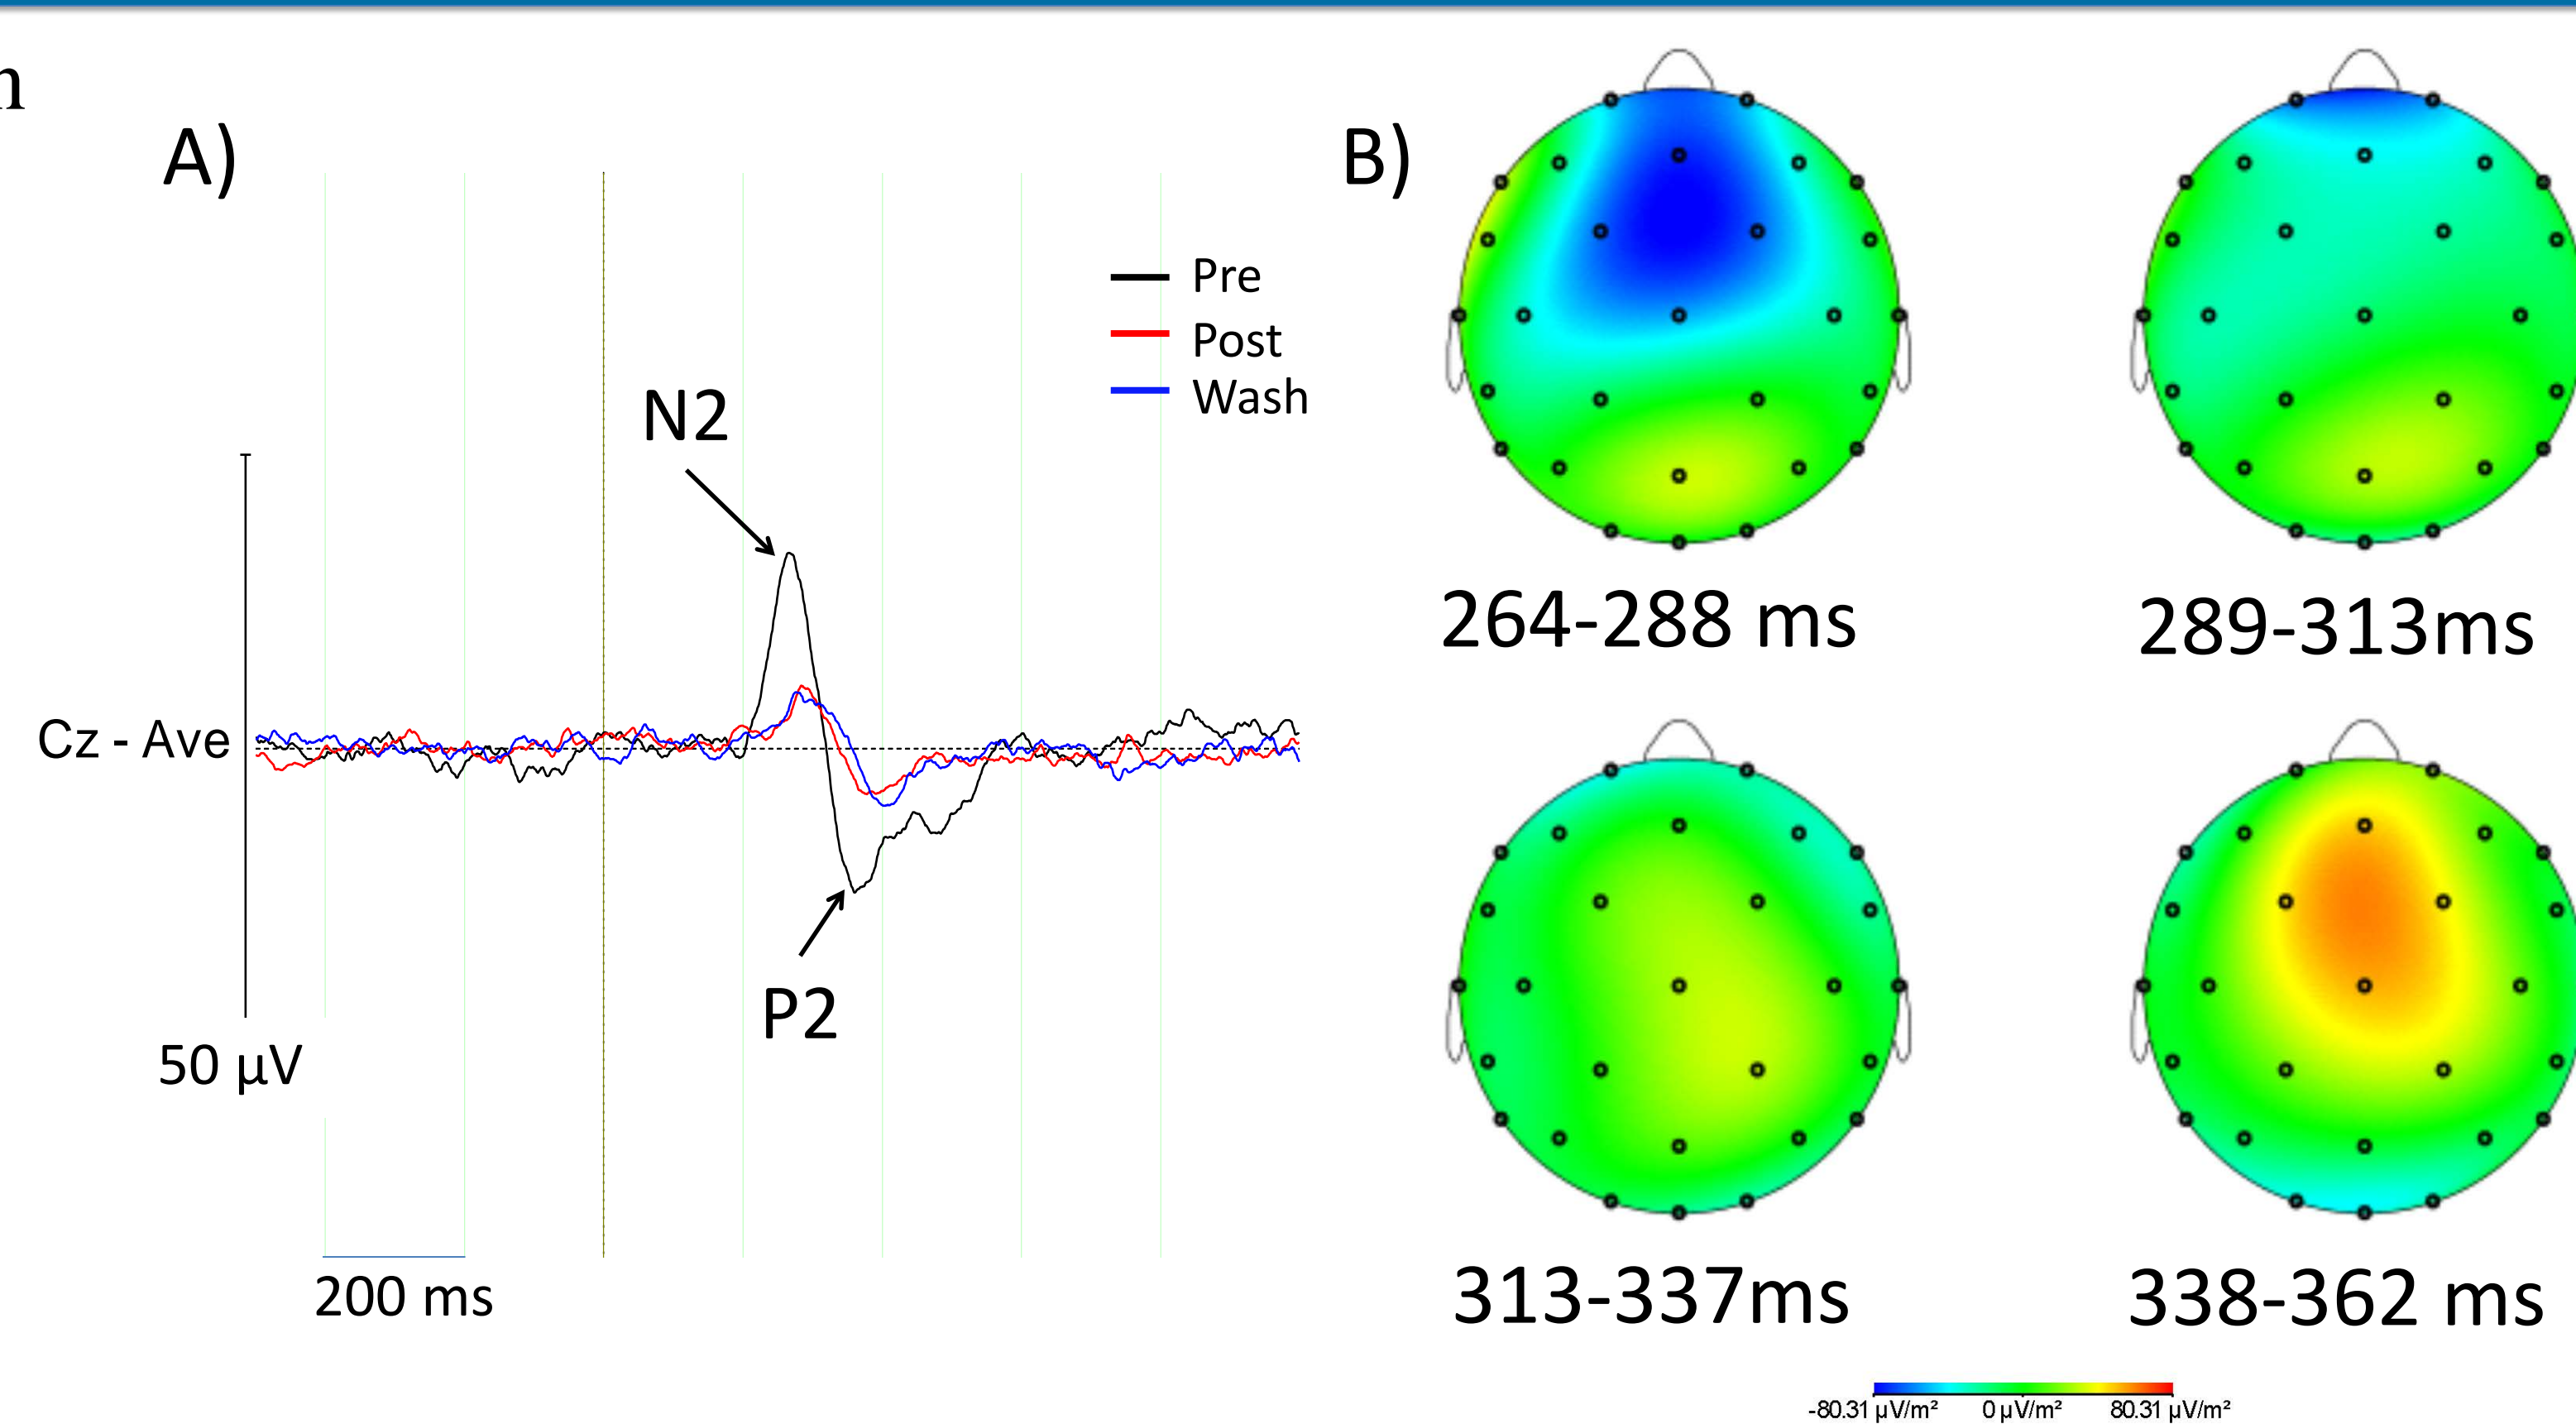 n
A)
Pre
Post
Wash
N2
Cz - Ave
P2
50 µV
200 ms
B)
264-288 ms
289-313ms
313-337ms
338-362 ms
-80.31 µV/m² 0 µV/m² 80.31 µV/m²